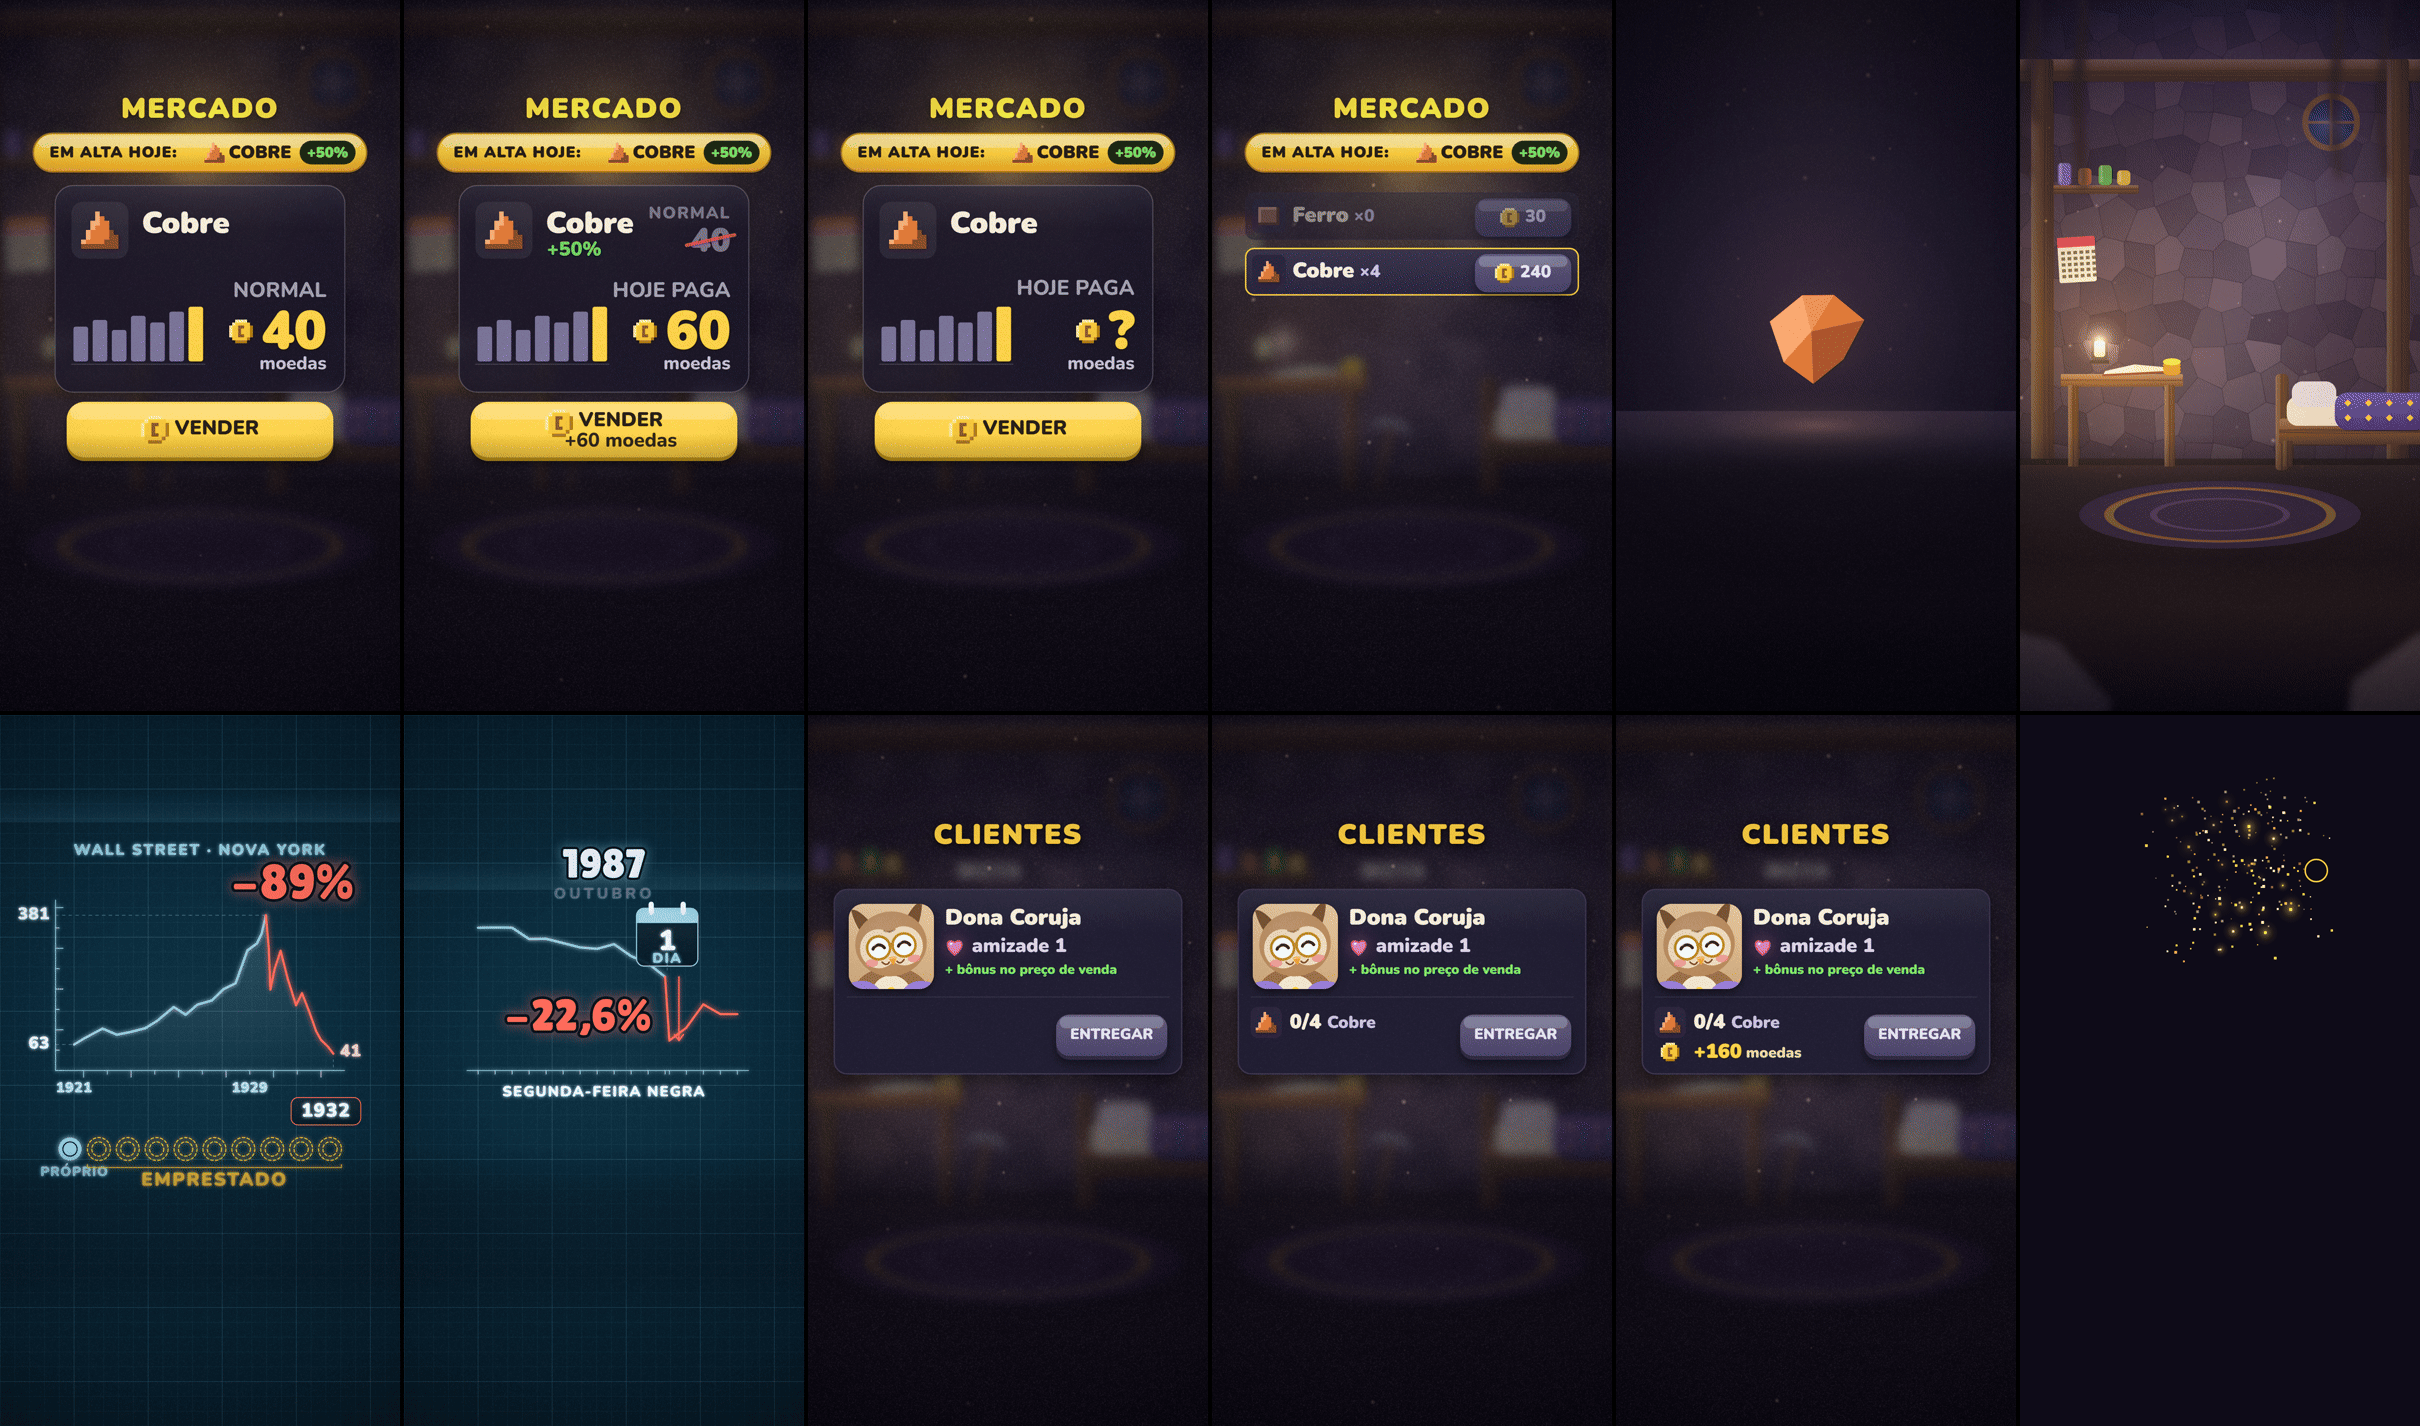 MERCADO
EM ALTA HOJE: COBRE +50%
Cobre
NORMAL
40
moedas
VENDER
MERCADO
EM ALTA HOJE: COBRE +50%
Cobre NORMAL
+50% 40
HOJE PAGA
60
moedas
VENDER
+60 moedas
MERCADO
EM ALTA HOJE: COBRE +50%
Cobre
HOJE PAGA
?
moedas
VENDER
MERCADO
EM ALTA HOJE: COBRE +50%
Ferro ×0 30
Cobre ×4 240
WALL STREET · NOVA YORK
−89%
381
63
41
1921 1929
1932
PRÓPRIO
EMPRESTADO
1987
OUTUBRO
1
DIA
−22,6%
SEGUNDA-FEIRA NEGRA
CLIENTES
Dona Coruja
amizade 1
+ bônus no preço de venda
ENTREGAR
CLIENTES
Dona Coruja
amizade 1
+ bônus no preço de venda
0/4 Cobre
ENTREGAR
CLIENTES
Dona Coruja
amizade 1
+ bônus no preço de venda
0/4 Cobre
ENTREGAR
+160 moedas